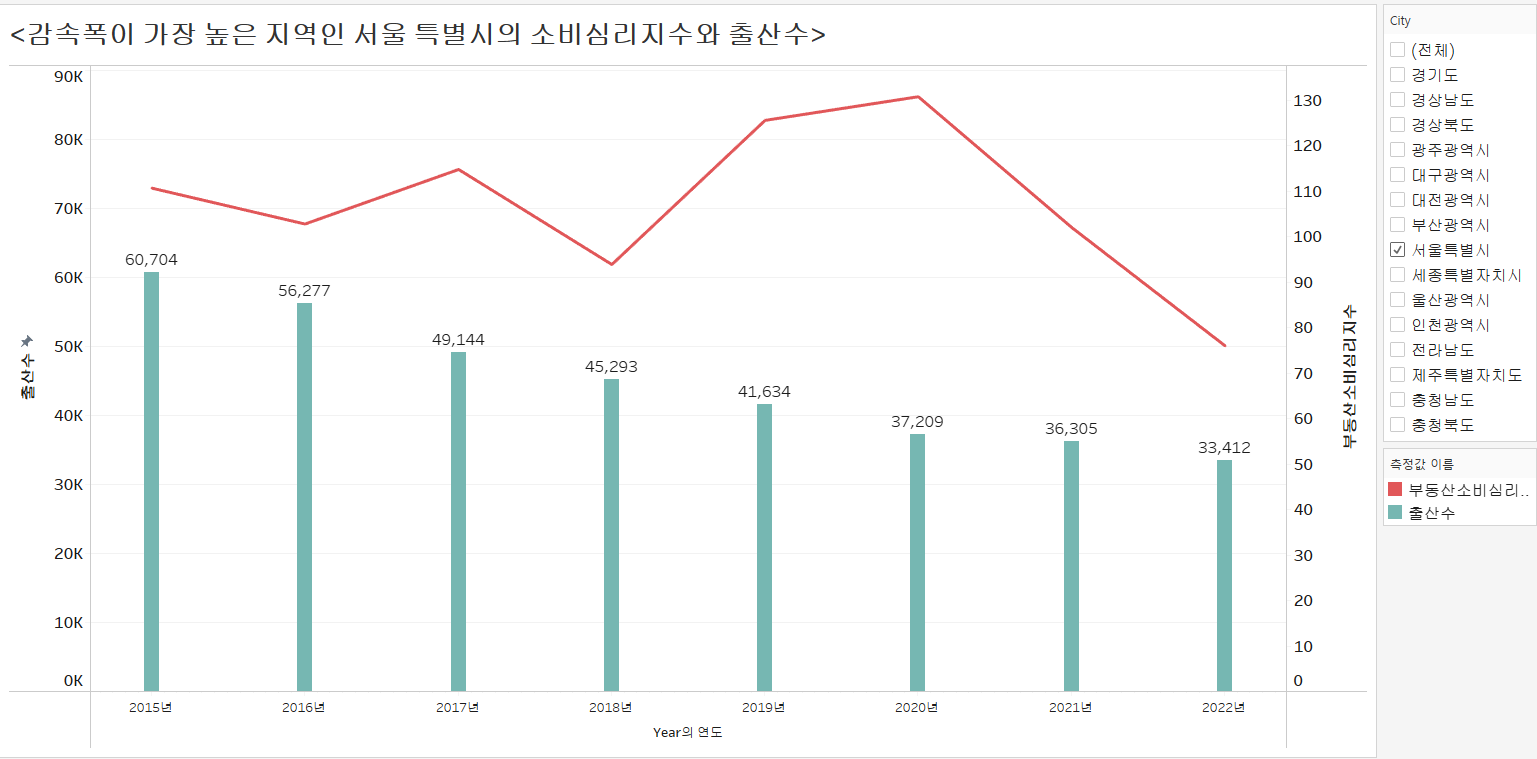 <감속폭이 가장 높은 지역인 서울 특별시의 소비심리지수와 출산수>
90K
80K
70K
60K
50K
40K
30K
20K
10K
0K
출산수
60,704
56,277
49,144
45,293
41,634
37,209
36,305
33,412
130
120
110
100
90
80
70
60
50
40
30
20
10
0
부동산소비심리지수
2015년
2016년
2017년
2018년
2019년
2020년
2021년
2022년
Year의 연도
City
(전체)
경기도
경상남도
경상북도
광주광역시
대구광역시
대전광역시
부산광역시
서울특별시
세종특별자치시
울산광역시
인천광역시
전라남도
제주특별자치도
충청남도
충청북도
측정값 이름
부동산소비심리..
출산수